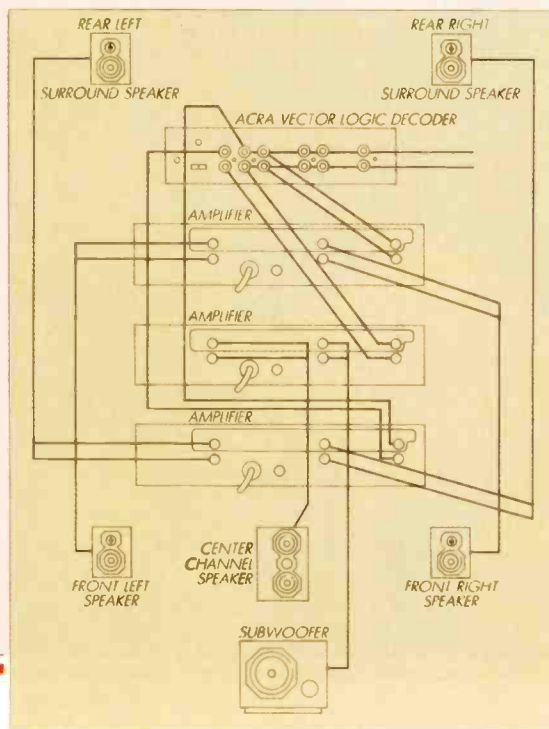 REAR LEFT
SURROUND SPEAKER
REAR RIGHT
SURROUND SPEAKER
ACRA VECTOR LOGIC DECODER
AMPLIFIER
AMPLIFIER
AMPLIFIER
FRONT LEFT
SPEAKER
CENTER
CHANNEL
SPEAKER
FRONT RIGHT
SPEAKER
SUBWOOFER